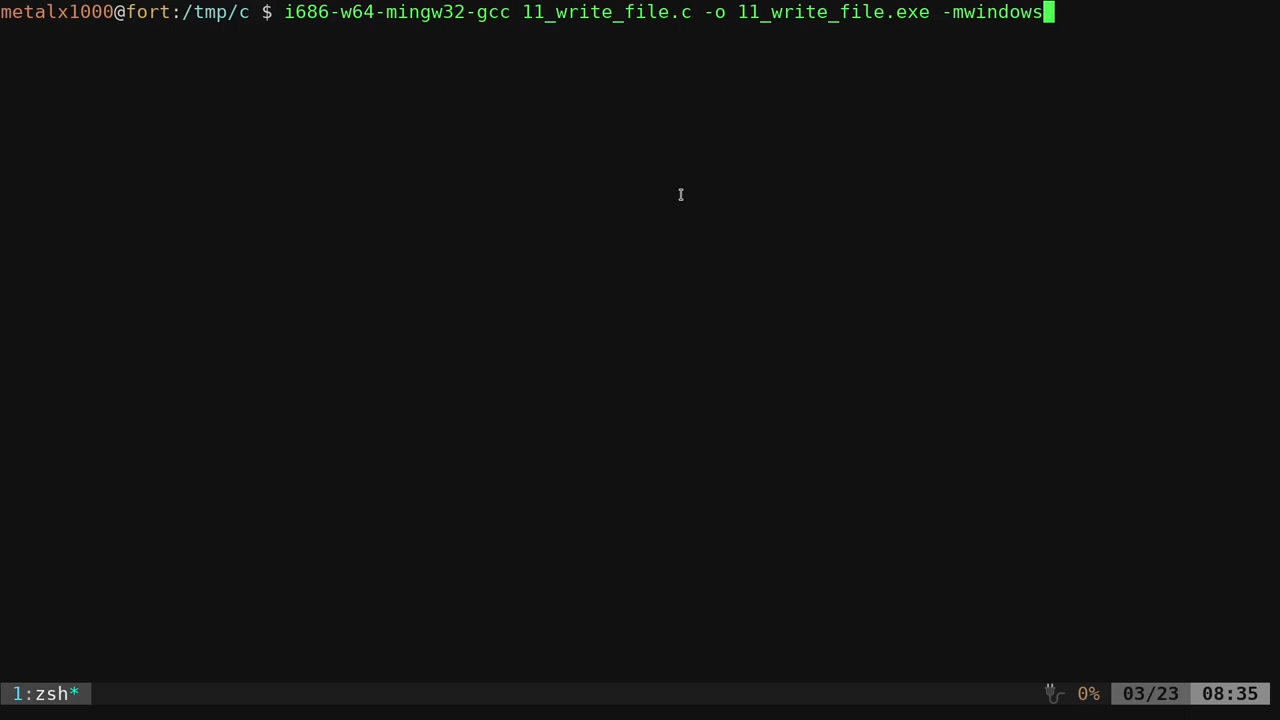 metalx1000@fort:/tmp/c $ i686-w64-mingw32-gcc 11_write_file.c -o 11_write_file.exe -mwindows
1:zsh* 0% 03/23 08:35